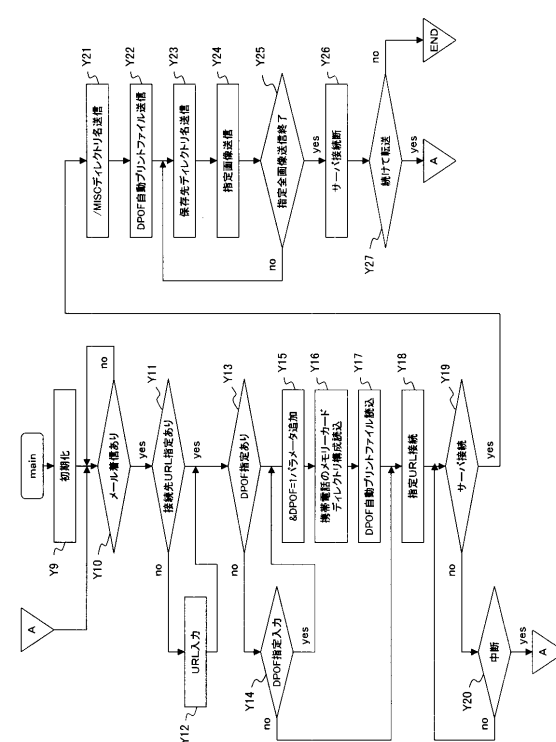 main
A
Y9
初期化
Y10
メール着信あり
no
yes
Y11
接続先URL指定あり
no
yes
Y12
URL入力
Y13
DPOF指定あり
no
yes
Y14
DPOF指定入力
no
yes
Y15
&DPOF=1パラメータ追加
Y16
携帯電話のメモリーカード
ディレクトリ構成読込
Y17
DPOF自動プリントファイル読込
Y18
指定URL接続
Y19
サーバ接続
no
yes
Y20
中断
no
yes
A
Y21
/MISCディレクトリ名送信
Y22
DPOF自動プリントファイル送信
Y23
保存先ディレクトリ名送信
Y24
指定画像送信
Y25
指定全画像送信終了
no
yes
Y26
サーバ接続断
Y27
続けて転送
no
yes
A
END